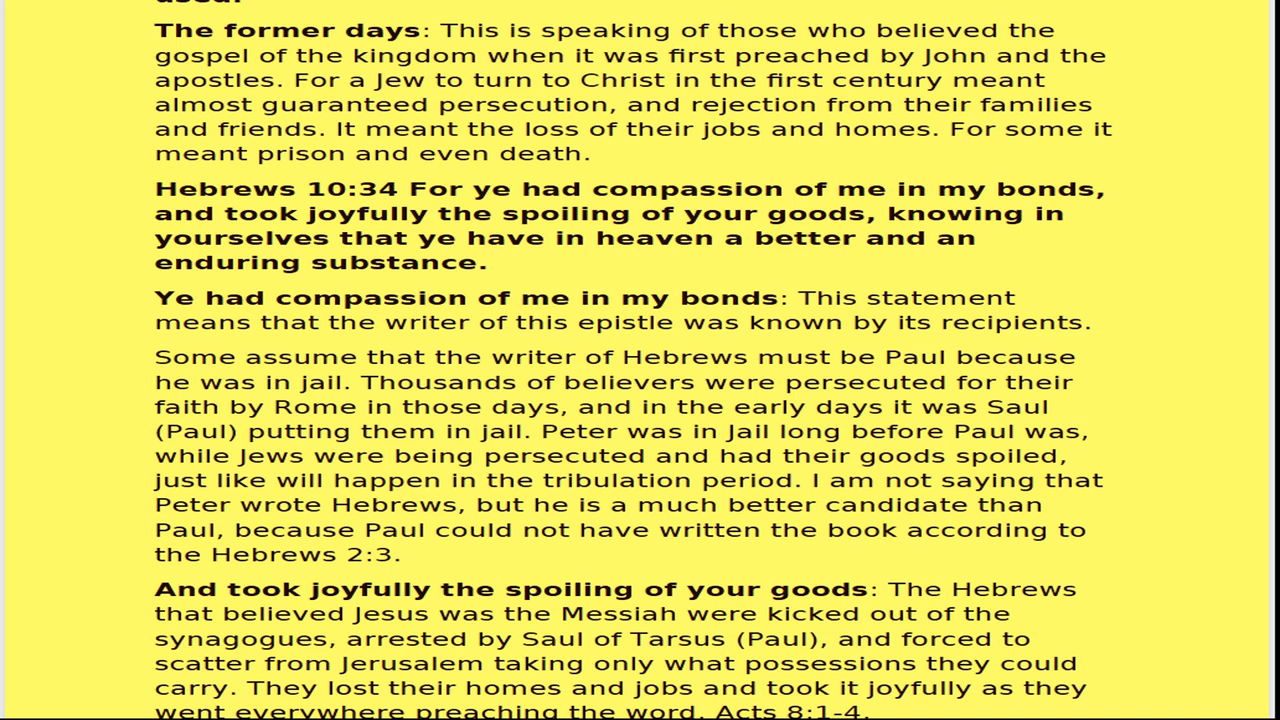 used.
The former days: This is speaking of those who believed the
gospel of the kingdom when it was first preached by John and the
apostles. For a Jew to turn to Christ in the first century meant
almost guaranteed persecution, and rejection from their families
and friends. It meant the loss of their jobs and homes. For some it
meant prison and even death.
Hebrews 10:34 For ye had compassion of me in my bonds,
and took joyfully the spoiling of your goods, knowing in
yourselves that ye have in heaven a better and an
enduring substance.
Ye had compassion of me in my bonds: This statement
means that the writer of this epistle was known by its recipients.
Some assume that the writer of Hebrews must be Paul because
he was in jail. Thousands of believers were persecuted for their
faith by Rome in those days, and in the early days it was Saul
(Paul) putting them in jail. Peter was in Jail long before Paul was,
while Jews were being persecuted and had their goods spoiled,
just like will happen in the tribulation period. I am not saying that
Peter wrote Hebrews, but he is a much better candidate than
Paul, because Paul could not have written the book according to
the Hebrews 2:3.
And took joyfully the spoiling of your goods: The Hebrews
that believed Jesus was the Messiah were kicked out of the
synagogues, arrested by Saul of Tarsus (Paul), and forced to
scatter from Jerusalem taking only what possessions they could
carry. They lost their homes and jobs and took it joyfully as they
went everywhere preaching the word. Acts 8:1-4.